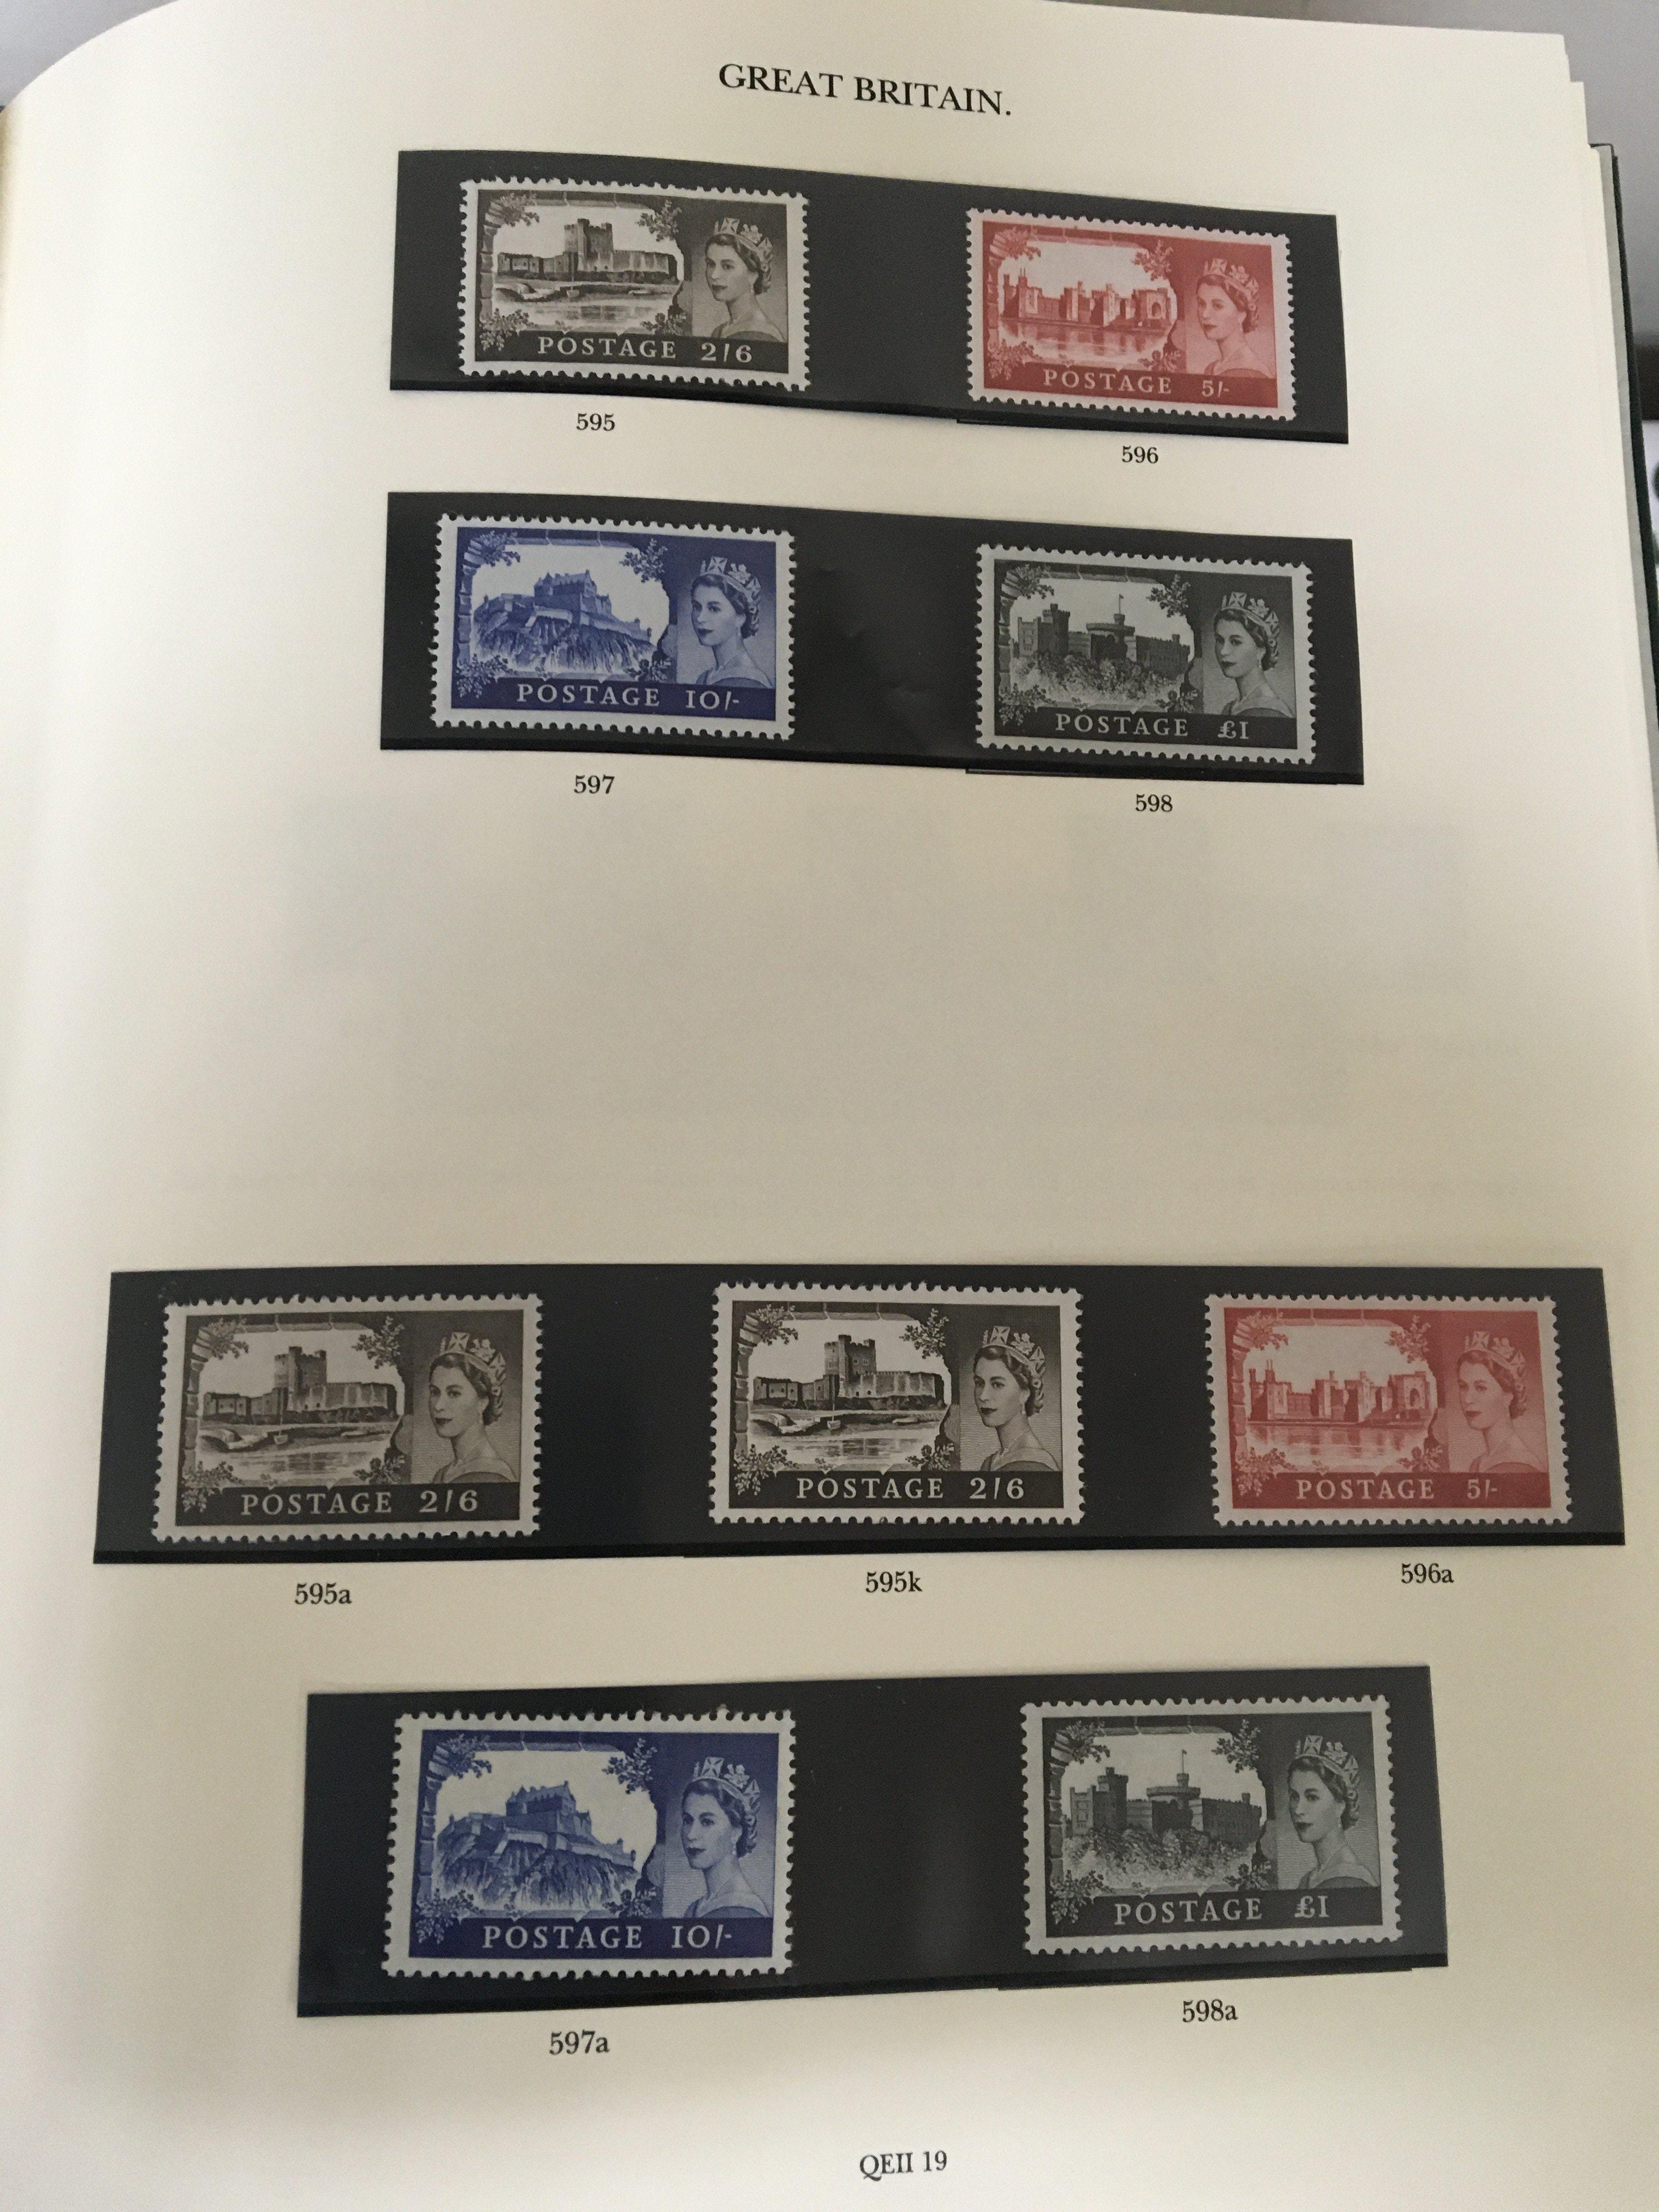 GREAT BRITAIN.
POSTAGE 2/6
POSTAGE 5/-
595
596
POSTAGE 10/-
POSTAGE £1
597
598
POSTAGE 2/6
POSTAGE 2/6
POSTAGE 5/-
595a
595k
596a
POSTAGE 10/-
POSTAGE £1
597a
598a
QEII 19